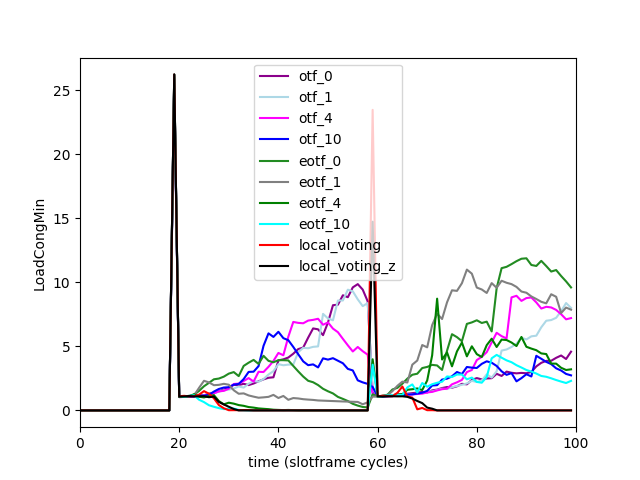 25
20
15
10
5
0
LoadCongMin
otf_0
otf_1
otf_4
otf_10
eotf_0
eotf_1
eotf_4
eotf_10
local_voting
local_voting_z
0 20 40 60 80 100
time (slotframe cycles)